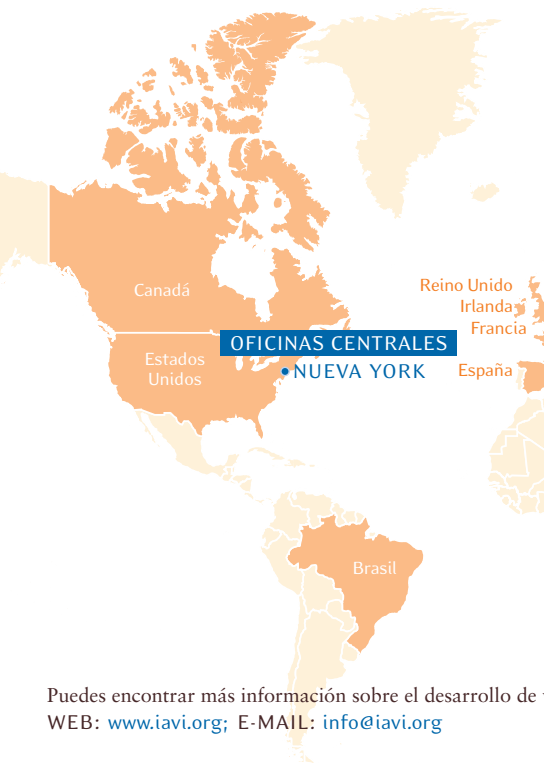 Canadá
Reino Unido
Irlanda
Francia
OFICINAS CENTRALES
Estados
Unidos
NUEVA YORK
España
Brasil
Puedes encontrar más información sobre el desarrollo de
WEB: www.iavi.org; E-MAIL: info@iavi.org